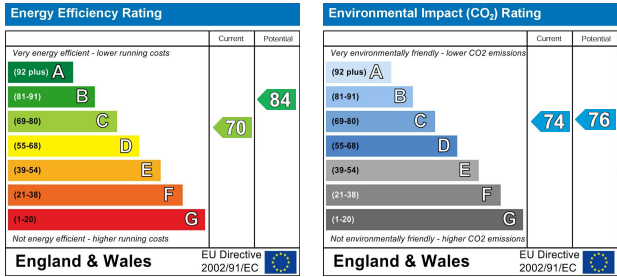 Energy Efficiency Rating
Current Potential
Very energy efficient - lower running costs
(92 plus) A
(81-91) B
84
(69-80) C
70
(55-68) D
(39-54) E
(21-38) F
(1-20) G
Not energy efficient - higher running costs
England & Wales
EU Directive
2002/91/EC
Environmental Impact (CO2) Rating
Current Potential
Very environmentally friendly - lower CO2 emissions
(92 plus) A
(81-91) B
(69-80) C
74 76
(55-68) D
(39-54) E
(21-38) F
(1-20) G
Not environmentally friendly - higher CO2 emissions
England & Wales
EU Directive
2002/91/EC